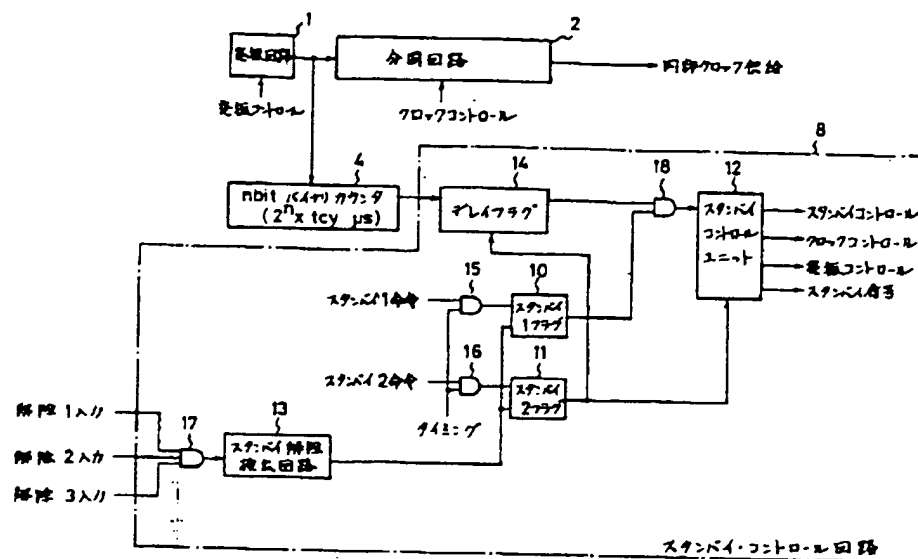 1
2
発振回路
分周回路
内部クロック供給
発振コントロール
クロックコントロール
8
4
14
18
12
nbit バイナリカウンタ
(2ⁿx tcy μs)
ディレイフラグ
スタンバイ
コントロール
ユニット
スタンバイコントロール
クロックコントロール
発振コントロール
スタンバイ信号
15
10
スタンバイ1命令
スタンバイ
1フラグ
16
11
スタンバイ2命令
スタンバイ
2フラグ
タイミング
解除 1入力
17
13
解除 2入力
スタンバイ解除
検出回路
解除 3入力
スタンバイ・コントロール回路